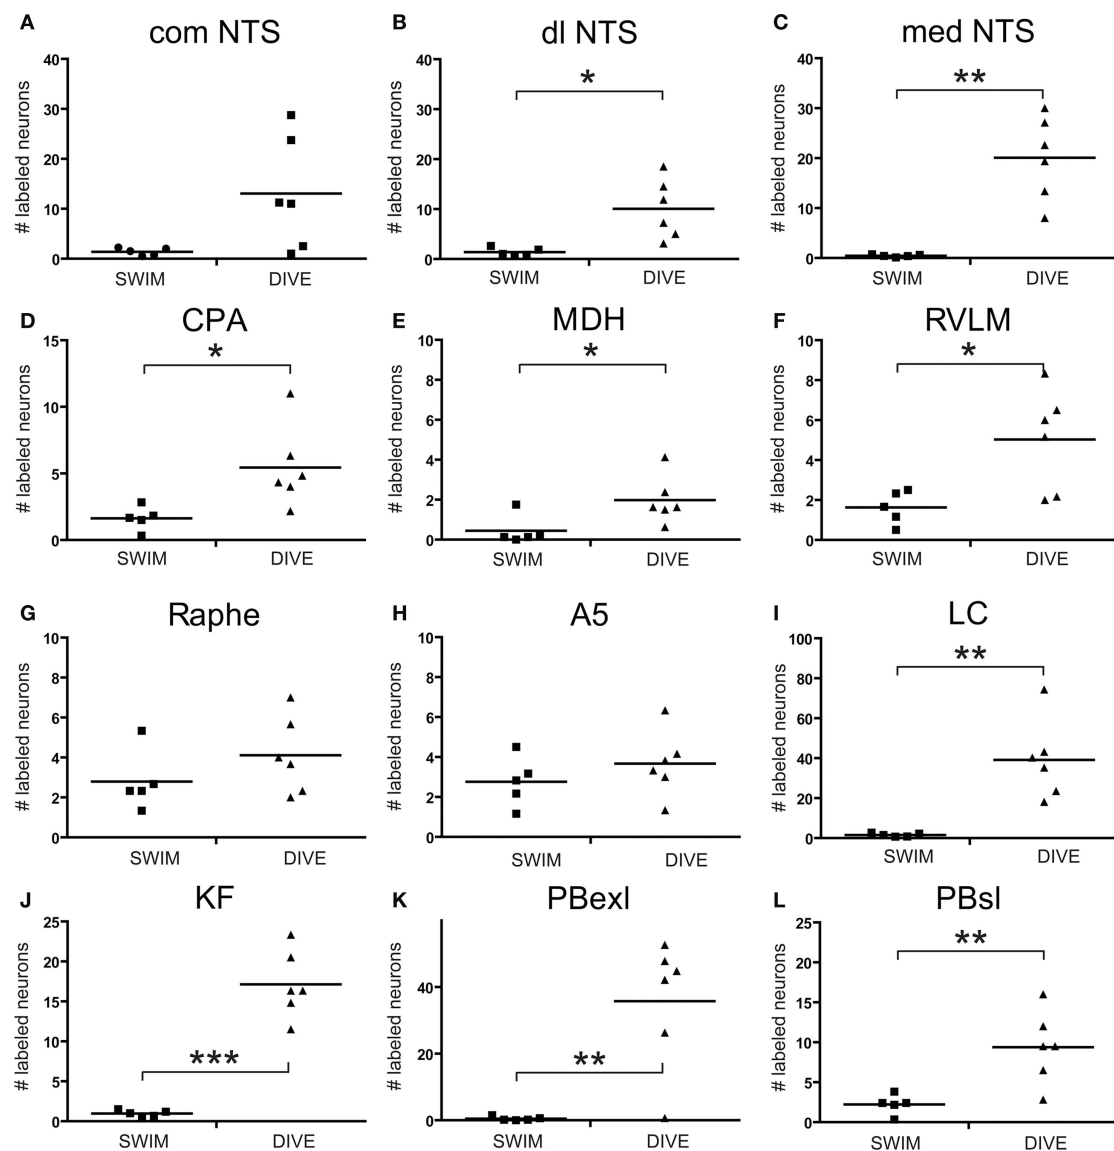 A com NTS
# labeled neurons
40
30
20
10
0
SWIM DIVE
B dl NTS
*
# labeled neurons
40
30
20
10
0
SWIM DIVE
C med NTS
**
# labeled neurons
40
30
20
10
0
SWIM DIVE
D CPA
*
# labeled neurons
15
10
5
0
SWIM DIVE
E MDH
*
# labeled neurons
10
8
6
4
2
0
SWIM DIVE
F RVLM
*
# labeled neurons
10
8
6
4
2
0
SWIM DIVE
G Raphe
# labeled neurons
10
8
6
4
2
0
SWIM DIVE
H A5
# labeled neurons
10
8
6
4
2
0
SWIM DIVE
I LC
**
# labeled neurons
100
80
60
40
20
0
SWIM DIVE
J KF
# labeled neurons
25
20
15
10
5
0
***
SWIM DIVE
K PBexl
# labeled neurons
40
20
0
**
SWIM DIVE
L PBsl
**
# labeled neurons
25
20
15
10
5
0
SWIM DIVE